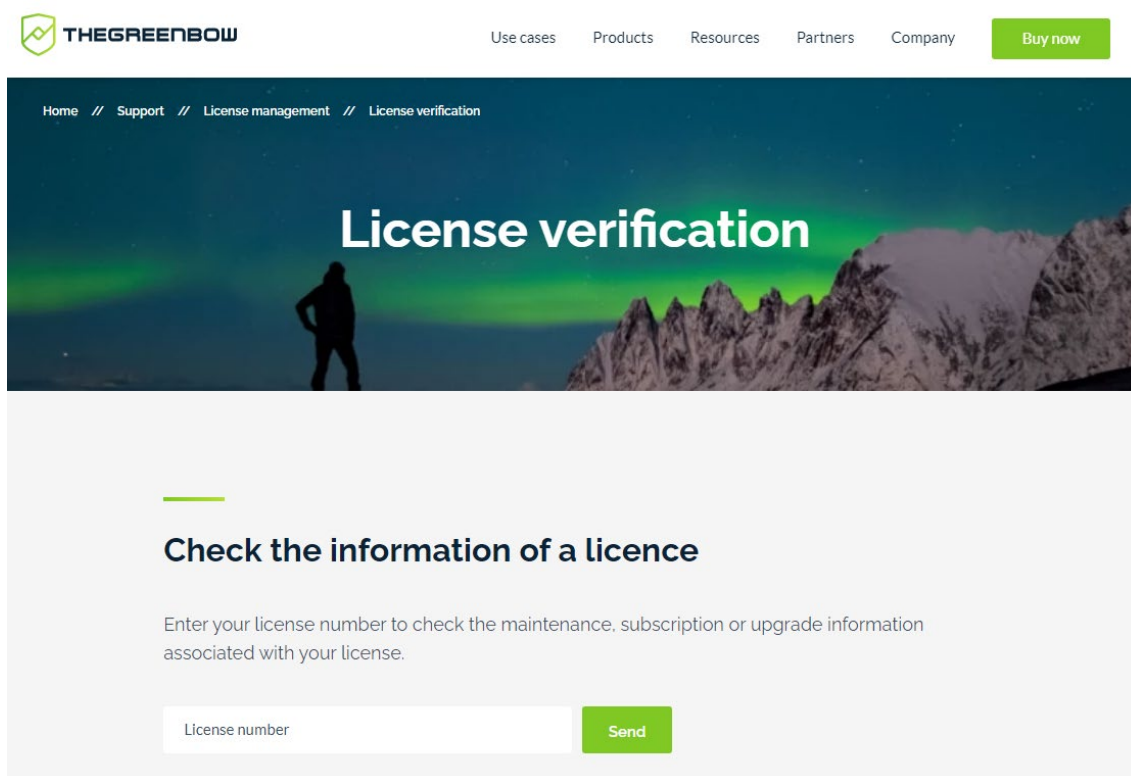 THEGREENBOW
Use cases Products Resources Partners Company Buy now
Home // Support // License management // License verification
License verification
Check the information of a licence
Enter your license number to check the maintenance, subscription or upgrade information
associated with your license.
License number Send